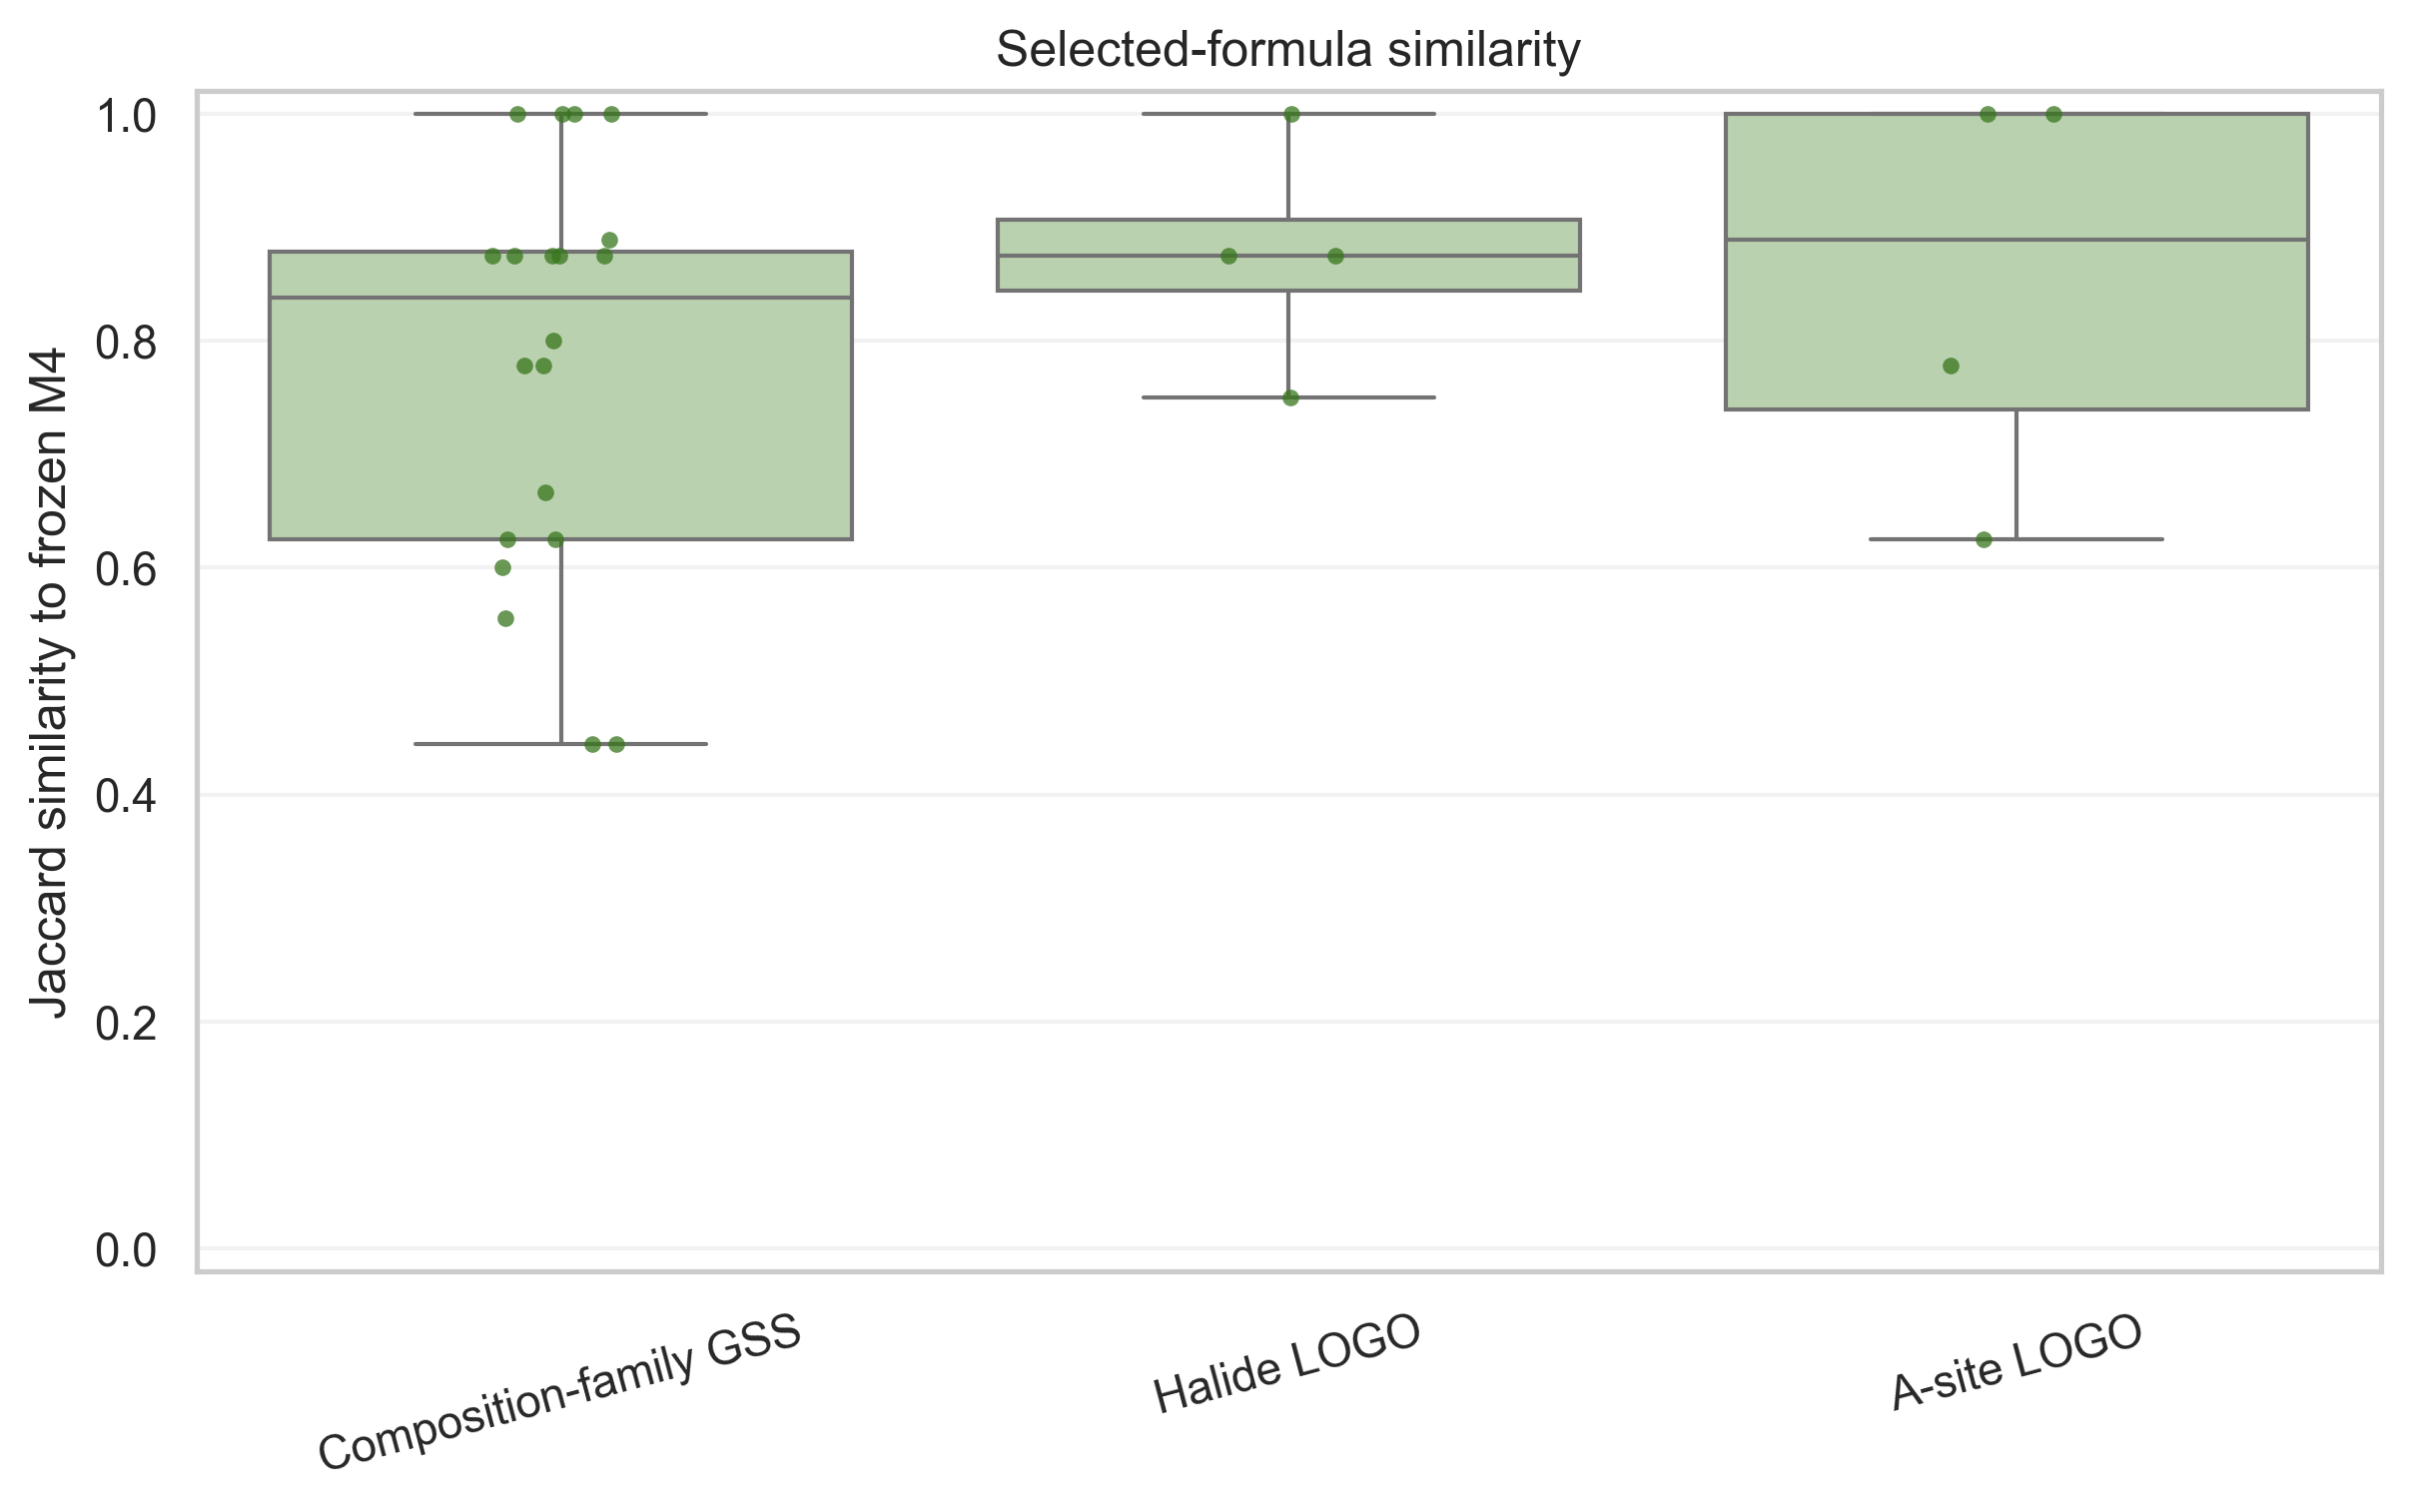 Selected-formula similarity
Jaccard similarity to frozen M4
1.0
0.8
0.6
0.4
0.2
0.0
Composition-family GSS
Halide LOGO
A-site LOGO